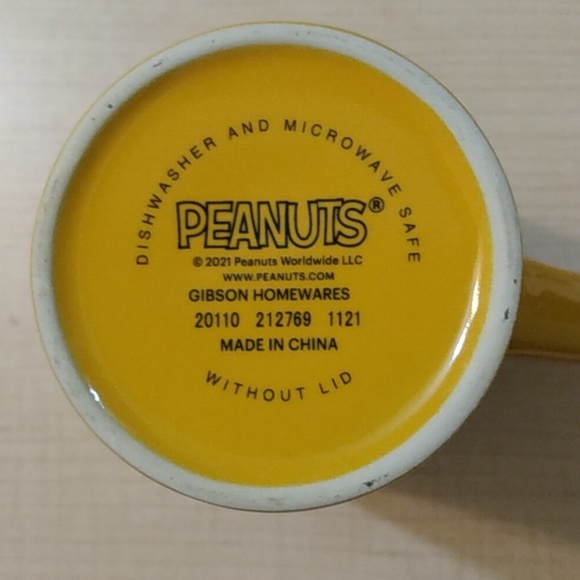 DISHWASHER AND MICROWAVE SAFE
PEANUTS®
© 2021 Peanuts Worldwide LLC
WWW.PEANUTS.COM
GIBSON HOMEWARES
20110 212769 1121
MADE IN CHINA
WITHOUT LID